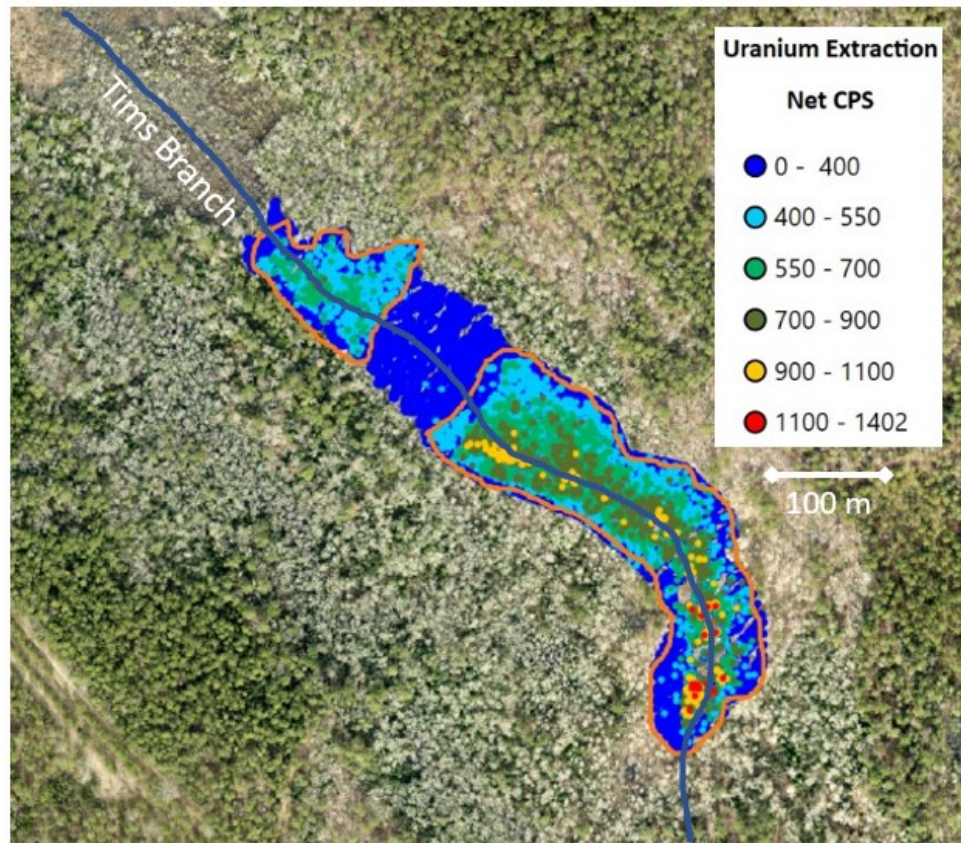 Tims Branch
Uranium Extraction
Net CPS
0 - 400
400 - 550
550 - 700
700 - 900
900 - 1100
1100 - 1402
100 m